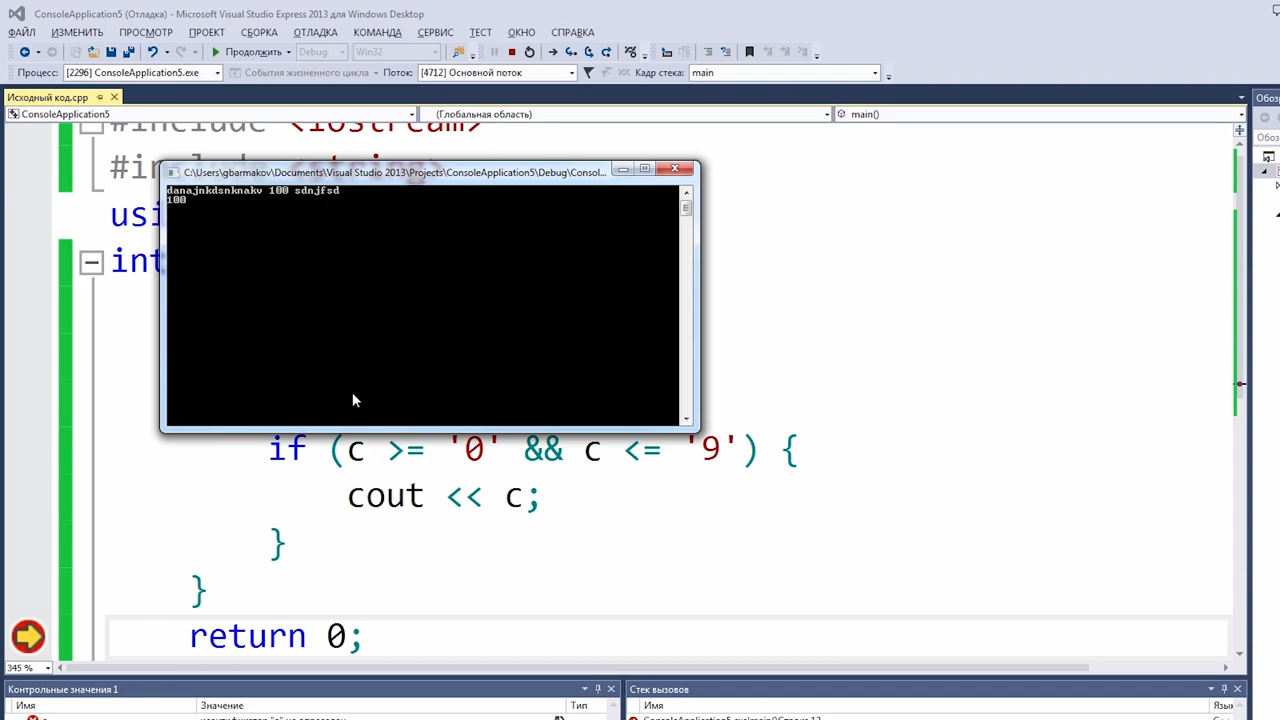 ConsoleApplication5 (Отладка) - Microsoft Visual Studio Express 2013 для Windows Desktop
ФАЙЛ ИЗМЕНИТЬ ПРОСМОТР ПРОЕКТ СБОРКА ОТЛАДКА КОМАНДА СЕРВИС ТЕСТ ОКНО СПРАВКА
Продолжить Debug Win32
Процесс: [2296] ConsoleApplication5.exe События жизненного цикла Поток: [4712] Основной поток Кадр стека: main
Исходный код.cpp
ConsoleApplication5 (Глобальная область) main()
Обоз
#include <iostream>
#include <string>
C:\Users\gbarmakov\Documents\Visual Studio 2013\Projects\ConsoleApplication5\Debug\Consol...
danajnkdsnknakv 100 sdnjfsd
100
usi
int
if (c >= '0' && c <= '9') {
cout << c;
}
}
return 0;
345 %
Контрольные значения 1 Стек вызовов
Имя Значение Тип Имя Язы